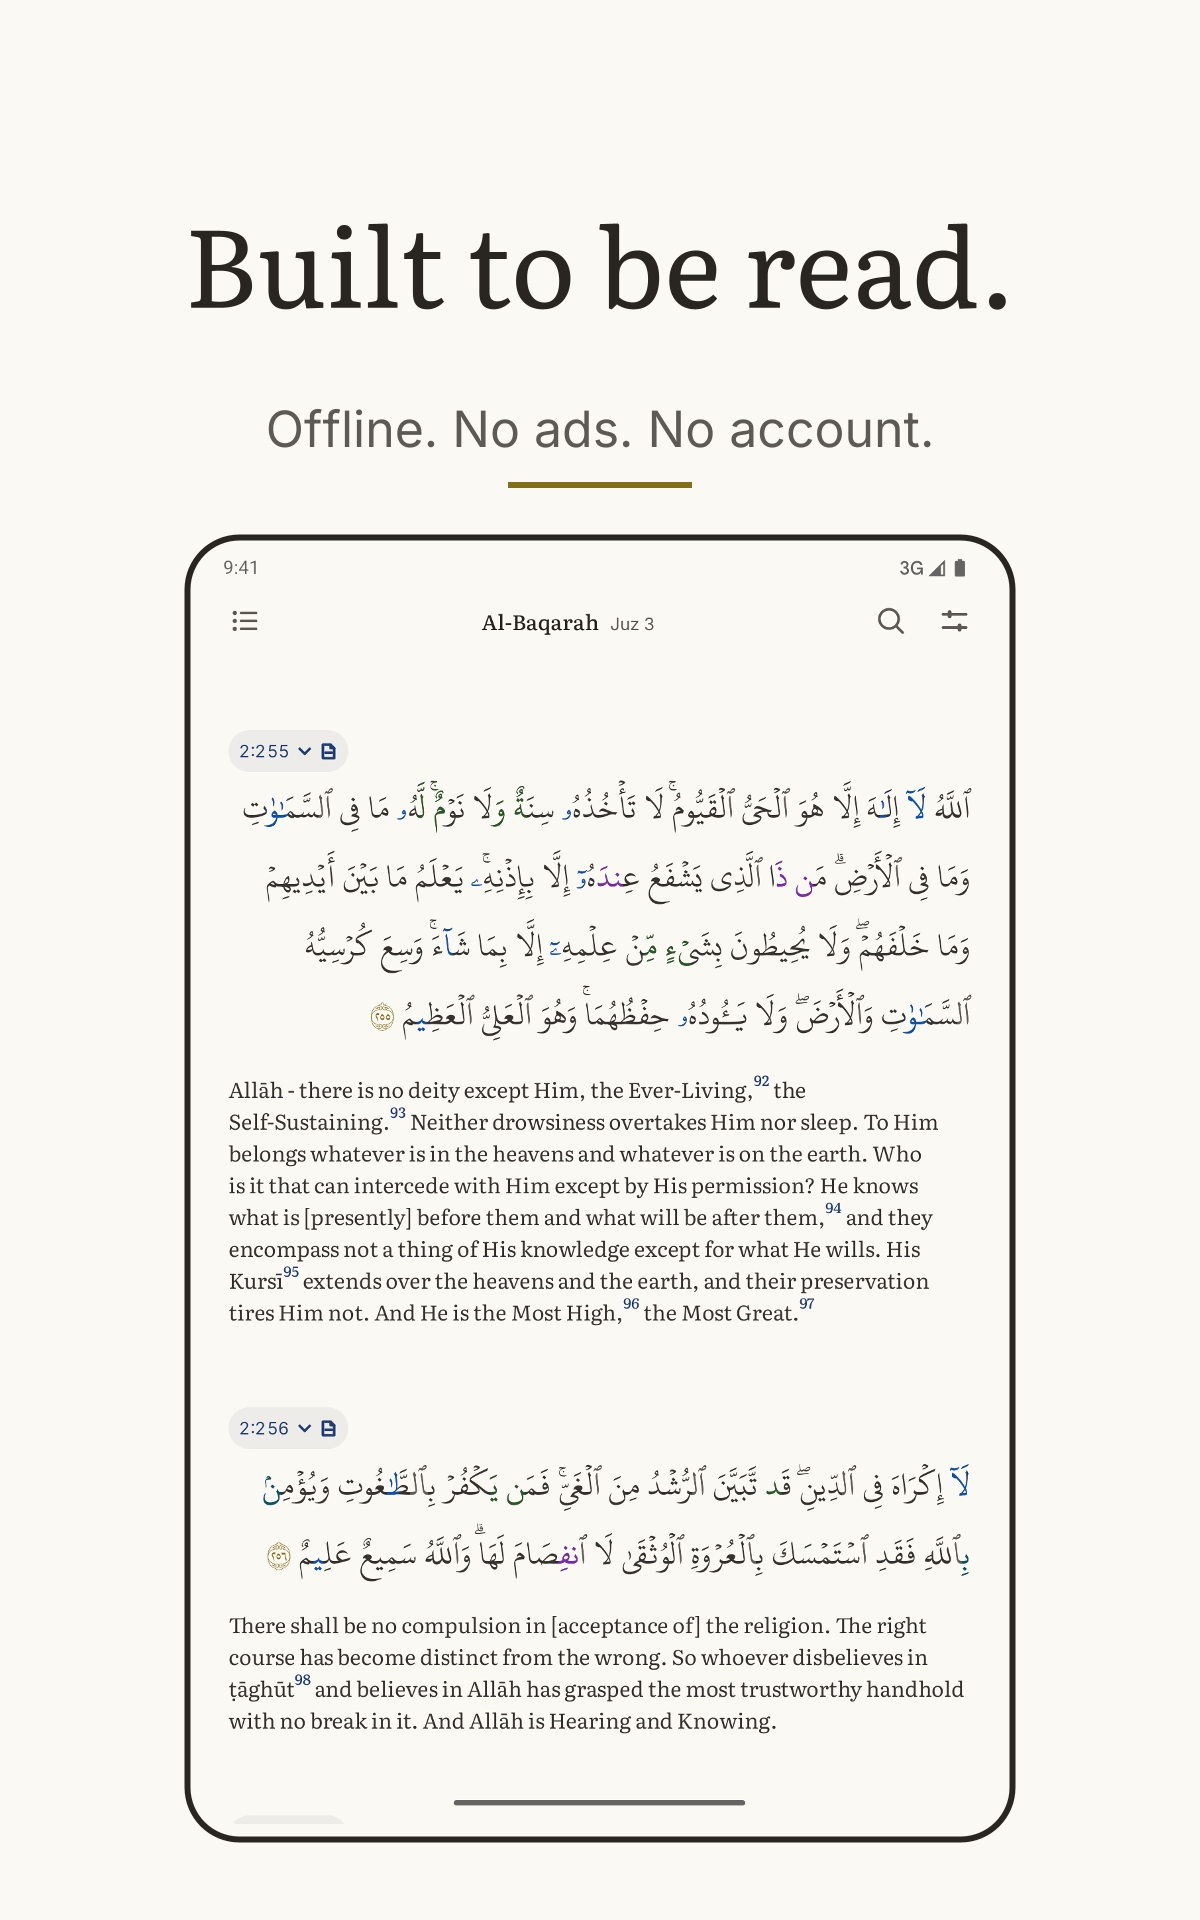 Built to be read.
Offline. No ads. No account.
9:41 3G
Al-Baqarah Juz 3
2:255
ٱللَّهُ لَآ إِلَـٰهَ إِلَّا هُوَ ٱلْحَىُّ ٱلْقَيُّومُ ۚ لَا تَأْخُذُهُۥ سِنَةٌ وَلَا نَوْمٌ ۚ لَّهُۥ مَا فِى ٱلسَّمَـٰوَٰتِ
وَمَا فِى ٱلْأَرْضِ ۗ مَن ذَا ٱلَّذِى يَشْفَعُ عِندَهُۥٓ إِلَّا بِإِذْنِهِۦ ۚ يَعْلَمُ مَا بَيْنَ أَيْدِيهِمْ
وَمَا خَلْفَهُمْ ۖ وَلَا يُحِيطُونَ بِشَىْءٍ مِّنْ عِلْمِهِۦٓ إِلَّا بِمَا شَآءَ ۚ وَسِعَ كُرْسِيُّهُ
ٱلسَّمَـٰوَٰتِ وَٱلْأَرْضَ ۖ وَلَا يَـُٔودُهُۥ حِفْظُهُمَا ۚ وَهُوَ ٱلْعَلِىُّ ٱلْعَظِيمُ ٢٥٥
Allāh - there is no deity except Him, the Ever-Living,92 the
Self-Sustaining.93 Neither drowsiness overtakes Him nor sleep. To Him
belongs whatever is in the heavens and whatever is on the earth. Who
is it that can intercede with Him except by His permission? He knows
what is [presently] before them and what will be after them,94 and they
encompass not a thing of His knowledge except for what He wills. His
Kursī95 extends over the heavens and the earth, and their preservation
tires Him not. And He is the Most High,96 the Most Great.97
2:256
لَآ إِكْرَاهَ فِى ٱلدِّينِ ۖ قَد تَّبَيَّنَ ٱلرُّشْدُ مِنَ ٱلْغَىِّ ۚ فَمَن يَكْفُرْ بِٱلطَّـٰغُوتِ وَيُؤْمِنۢ
بِٱللَّهِ فَقَدِ ٱسْتَمْسَكَ بِٱلْعُرْوَةِ ٱلْوُثْقَىٰ لَا ٱنفِصَامَ لَهَا ۗ وَٱللَّهُ سَمِيعٌ عَلِيمٌ ٢٥٦
There shall be no compulsion in [acceptance of] the religion. The right
course has become distinct from the wrong. So whoever disbelieves in
ṭāghūt98 and believes in Allāh has grasped the most trustworthy handhold
with no break in it. And Allāh is Hearing and Knowing.